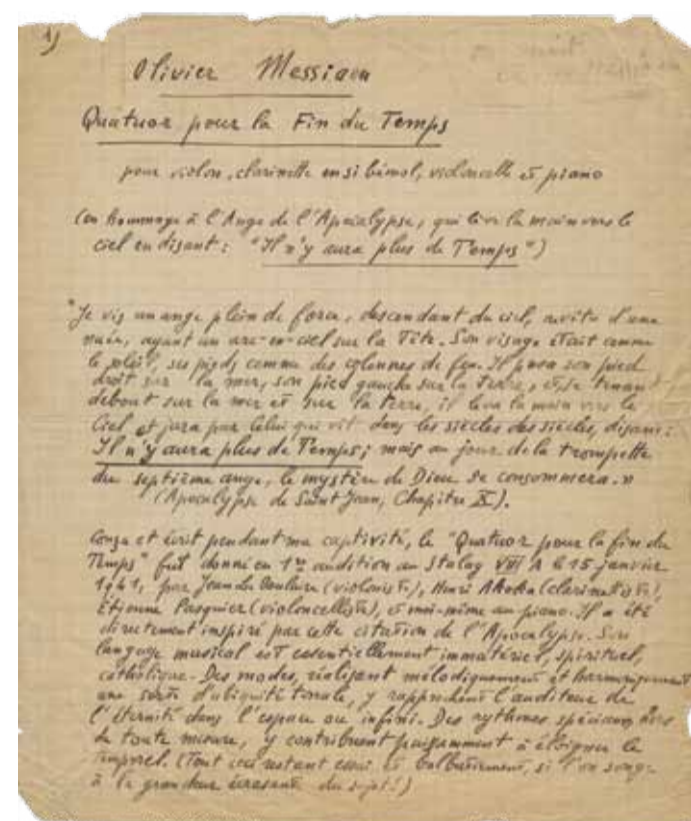 1)
Olivier Messiaen
Quatuor pour la Fin du Temps
pour violon, clarinette en si bémol, violoncelle et piano
(en hommage à l'Ange de l'Apocalypse, qui lève la main vers le
ciel en disant : "Il n'y aura plus de Temps")
"Je vis un ange plein de force, descendant du ciel, revêtu d'une
nuée, ayant un arc-en-ciel sur la Tête. Son visage était comme
le soleil, ses pieds comme des colonnes de feu. Il posa son pied
droit sur la mer, son pied gauche sur la terre, et, se tenant
debout sur la mer et sur la terre, il leva la main vers le
Ciel et jura par Celui qui vit dans les siècles des siècles, disant :
Il n'y aura plus de Temps ; mais au jour de la trompette
du septième ange, le mystère de Dieu se consommera. »
(Apocalypse de Saint Jean, Chapitre X).
Conçu et écrit pendant ma captivité, le "Quatuor pour la fin du
Temps" fut donné en 1re audition au Stalag VIII A le 15 janvier
1941, par Jean Le Boulaire (violoniste), Henri Akoka (clarinettiste),
Etienne Pasquier (violoncelliste), et moi-même au piano. Il a été
directement inspiré par cette citation de l'Apocalypse. Son
langage musical est essentiellement immatériel, spirituel,
catholique. Des modes, réalisant mélodiquement et harmoniquement
une sorte d'ubiquité tonale, y rapprochent l'auditeur de
l'éternité dans l'espace ou infini. Des rythmes spéciaux, hors
de toute mesure, y contribuent puissamment à éloigner le
temporel. (Tout ceci restant essai et balbutiement, si l'on songe
à la grandeur écrasante du sujet !)